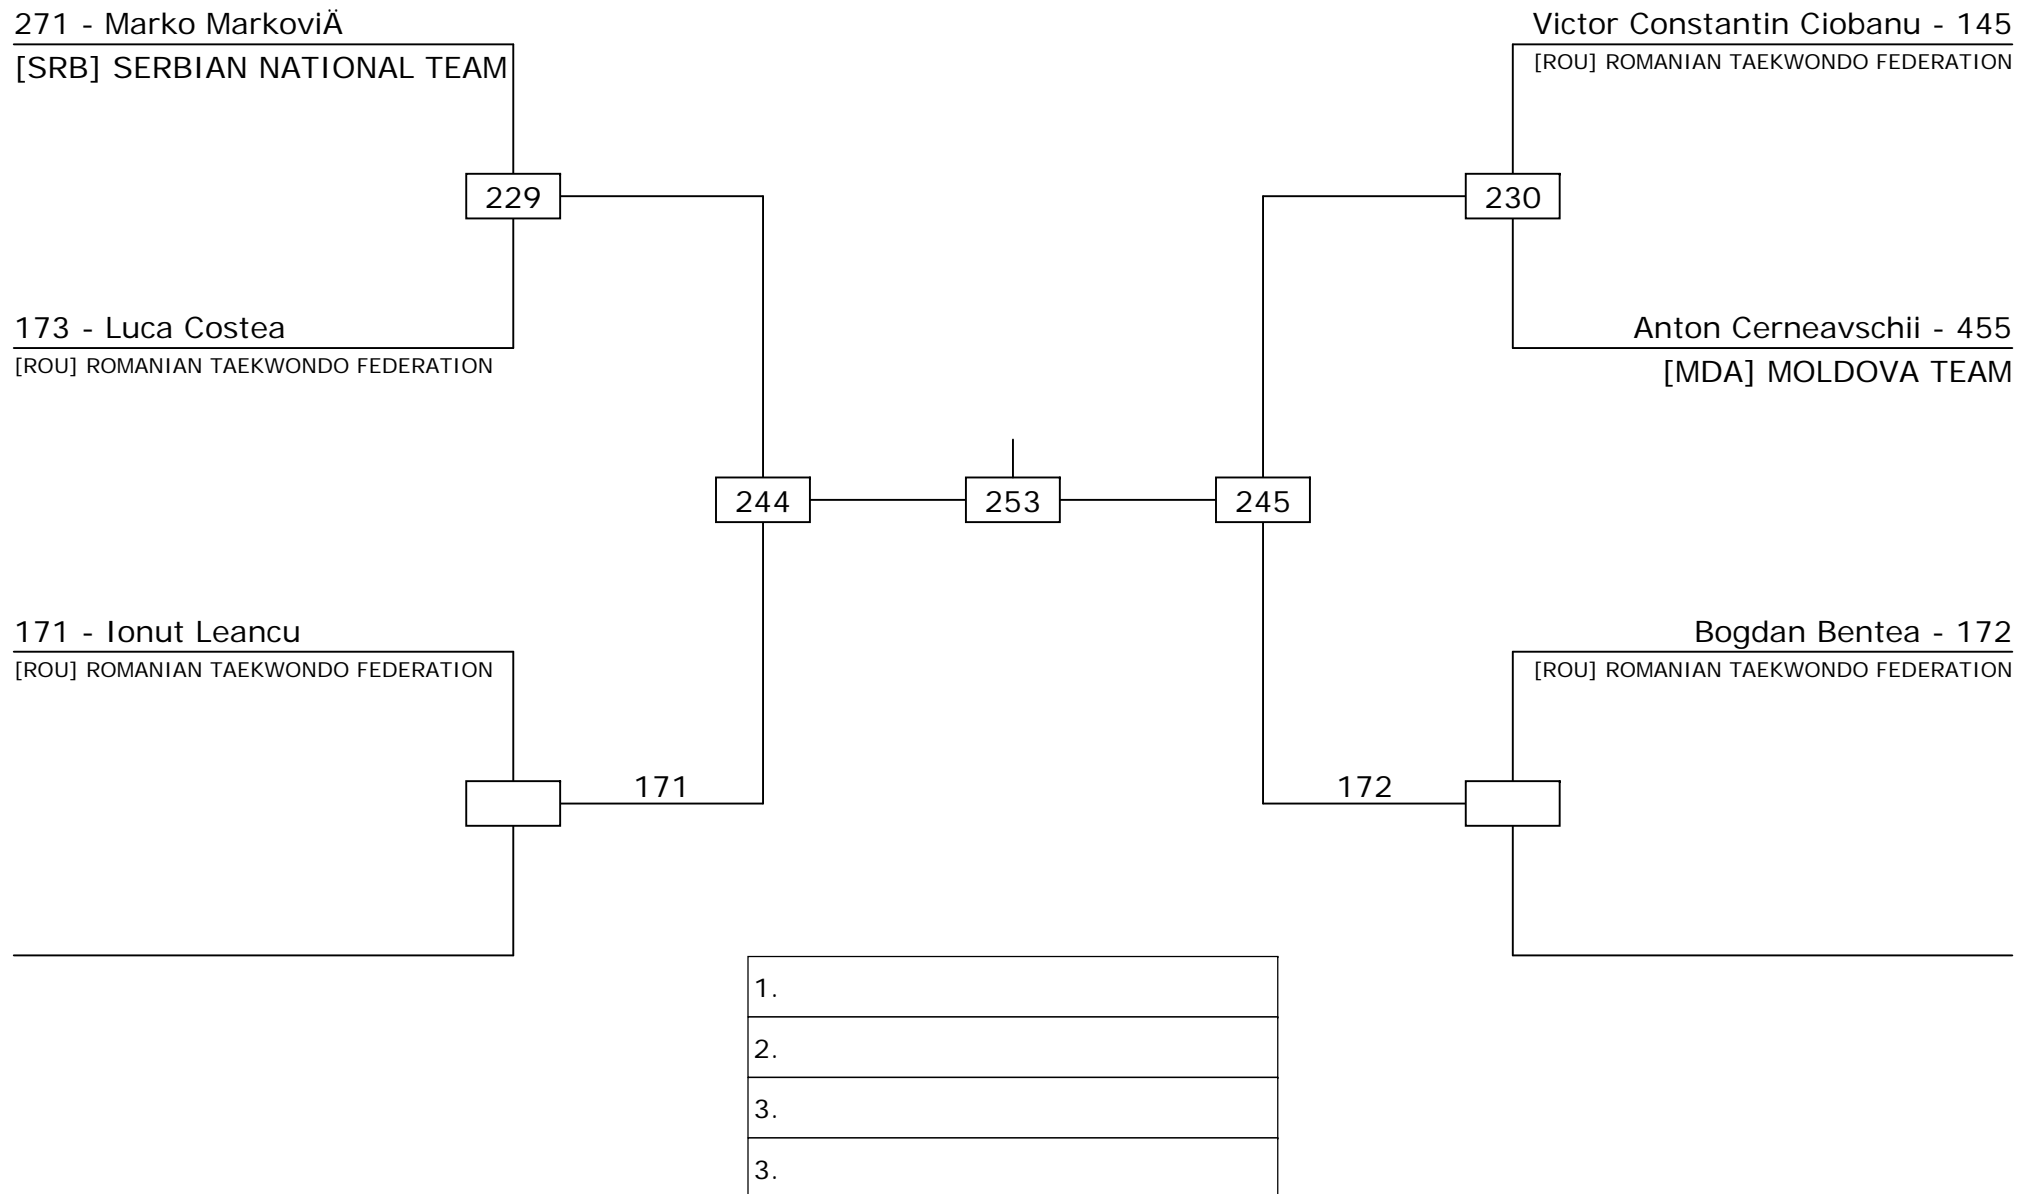 271 - Marko MarkoviÄ
[SRB] SERBIAN NATIONAL TEAM
Victor Constantin Ciobanu - 145
[ROU] ROMANIAN TAEKWONDO FEDERATION
229
230
173 - Luca Costea
[ROU] ROMANIAN TAEKWONDO FEDERATION
Anton Cerneavschii - 455
[MDA] MOLDOVA TEAM
244
253
245
171 - Ionut Leancu
[ROU] ROMANIAN TAEKWONDO FEDERATION
Bogdan Bentea - 172
[ROU] ROMANIAN TAEKWONDO FEDERATION
171
172
1.
2.
3.
3.